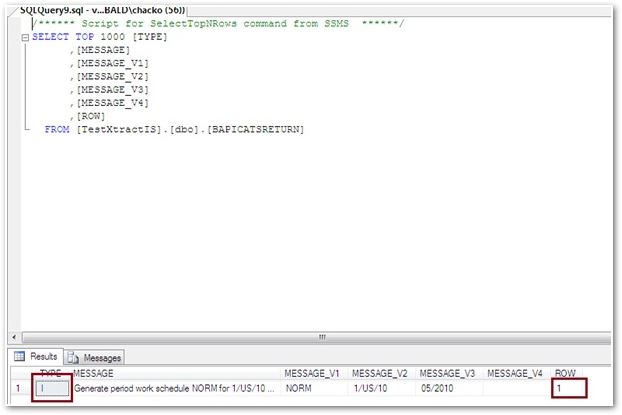 SQLQuery9.sql - v...BALD\chacko (56))
/****** Script for SelectTopNRows command from SSMS  ******/
SELECT TOP 1000 [TYPE]
,[MESSAGE]
,[MESSAGE_V1]
,[MESSAGE_V2]
,[MESSAGE_V3]
,[MESSAGE_V4]
,[ROW]
FROM [TestXtractIS].[dbo].[BAPICATSRETURN]
Results Messages
TYPE MESSAGE MESSAGE_V1 MESSAGE_V2 MESSAGE_V3 MESSAGE_V4 ROW
1 I Generate period work schedule NORM for 1/US/10 ... NORM 1/US/10 05/2010 1